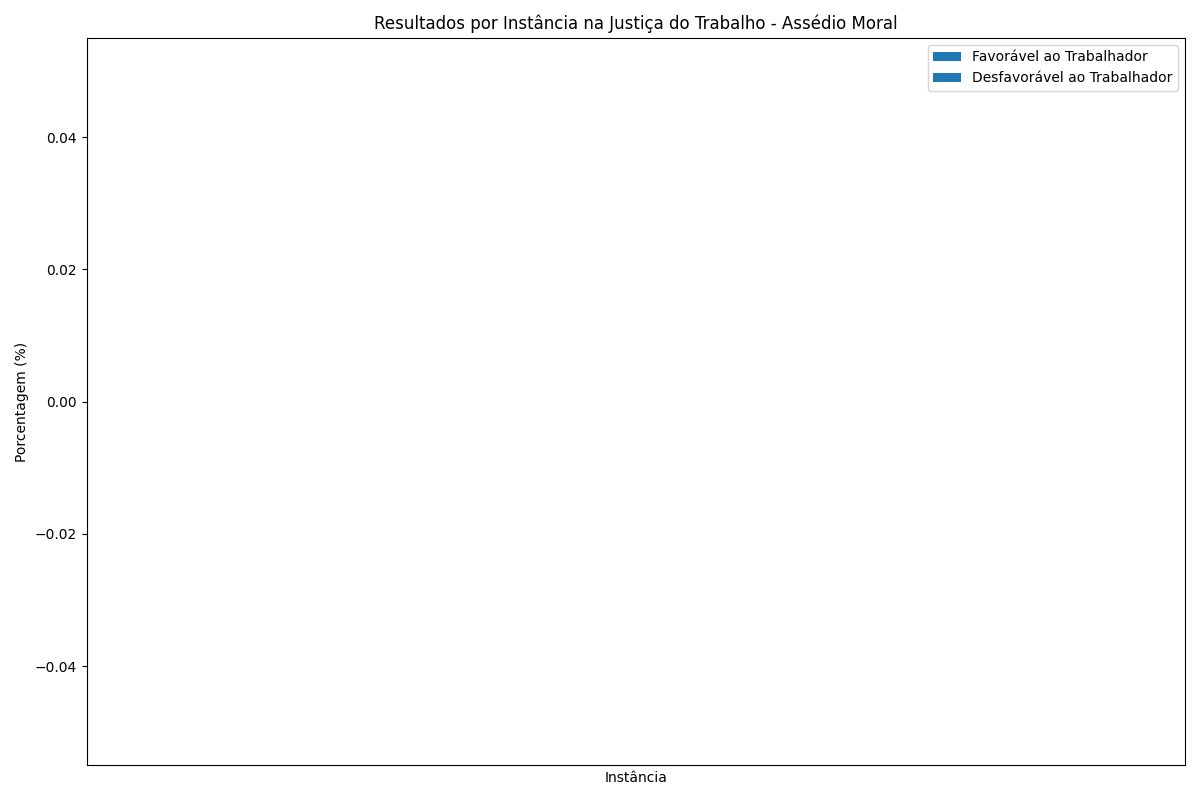 Resultados por Instância na Justiça do Trabalho - Assédio Moral
Favorável ao Trabalhador
Desfavorável ao Trabalhador
0.04
0.02
0.00
−0.02
−0.04
Porcentagem (%)
Instância